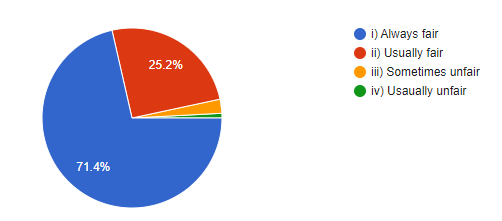 i) Always fair
25.2%
ii) Usually fair
iii) Sometimes unfair
iv) Usaually unfair
71.4%